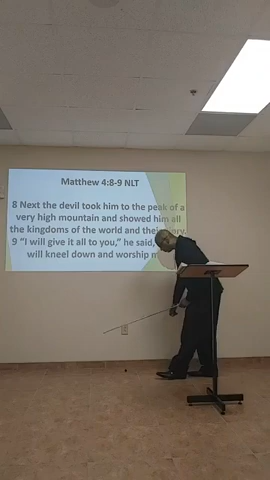 Matthew 4:8-9 NLT
8 Next the devil took him to the peak of a
very high mountain and showed him all
the kingdoms of the world and their
9 “I will give it all to you,” he said,
will kneel down and worship